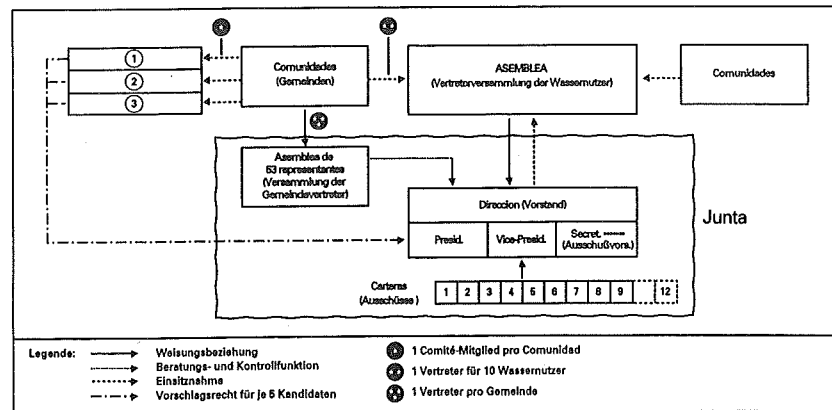 1
2
3
Comunidades
(Gemeinden)
ASEMBLEA
(Vertreterversammlung der Wassernutzer)
Comunidades
Asemblea de
63 representantes
(Versammlung der
Gemeindevertreter)
Direccion (Vorstand)
Presid.
Vice-Presid.
Secret.
(Ausschußvors.)
Junta
Carteras
(Ausschüsse)
1 2 3 4 5 6 7 8 9 12
Legende:
Weisungsbeziehung
Beratungs- und Kontrollfunktion
Einsitznahme
Vorschlagsrecht für je 5 Kandidaten
1 Comité-Mitglied pro Comunidad
1 Vertreter für 10 Wassernutzer
1 Vertreter pro Gemeinde